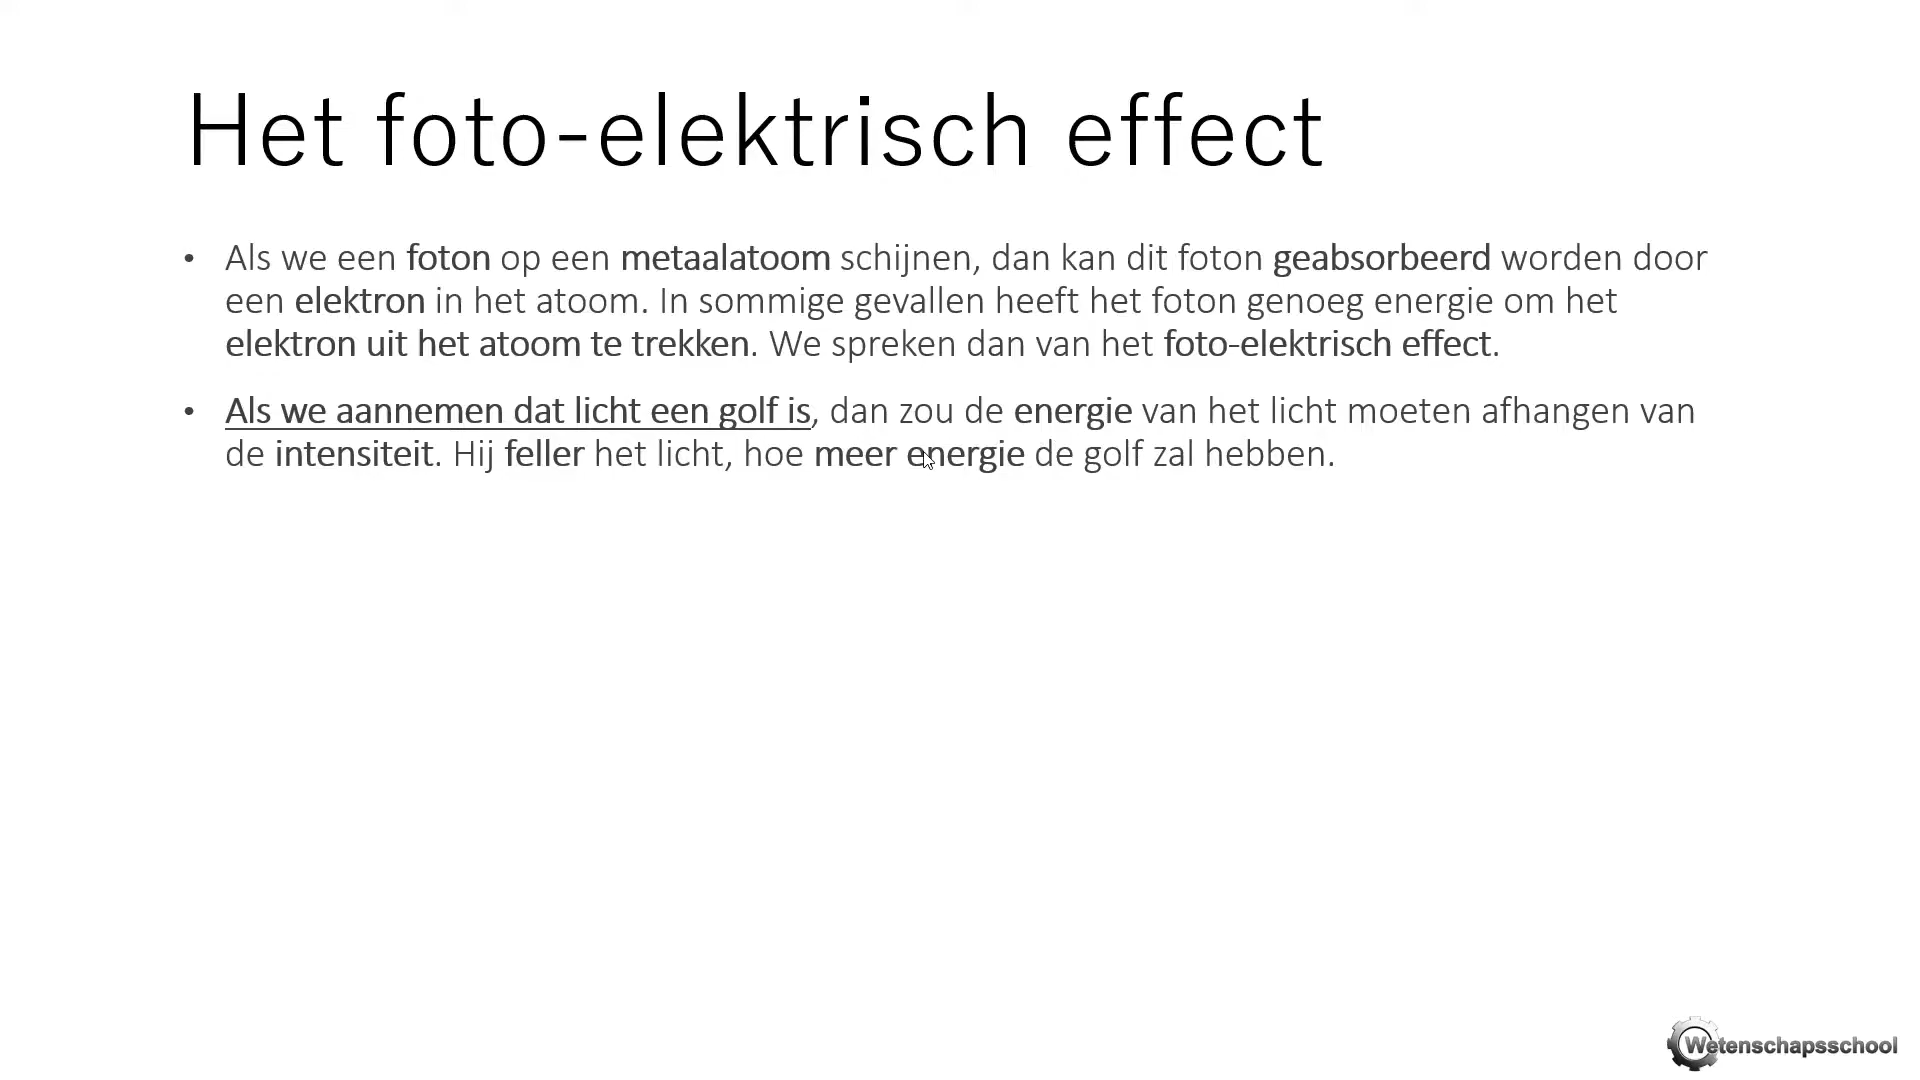 Het foto-elektrisch effect
• Als we een foton op een metaalatoom schijnen, dan kan dit foton geabsorbeerd worden door
een elektron in het atoom. In sommige gevallen heeft het foton genoeg energie om het
elektron uit het atoom te trekken. We spreken dan van het foto-elektrisch effect.
• Als we aannemen dat licht een golf is, dan zou de energie van het licht moeten afhangen van
de intensiteit. Hij feller het licht, hoe meer energie de golf zal hebben.
Wetenschapsschool